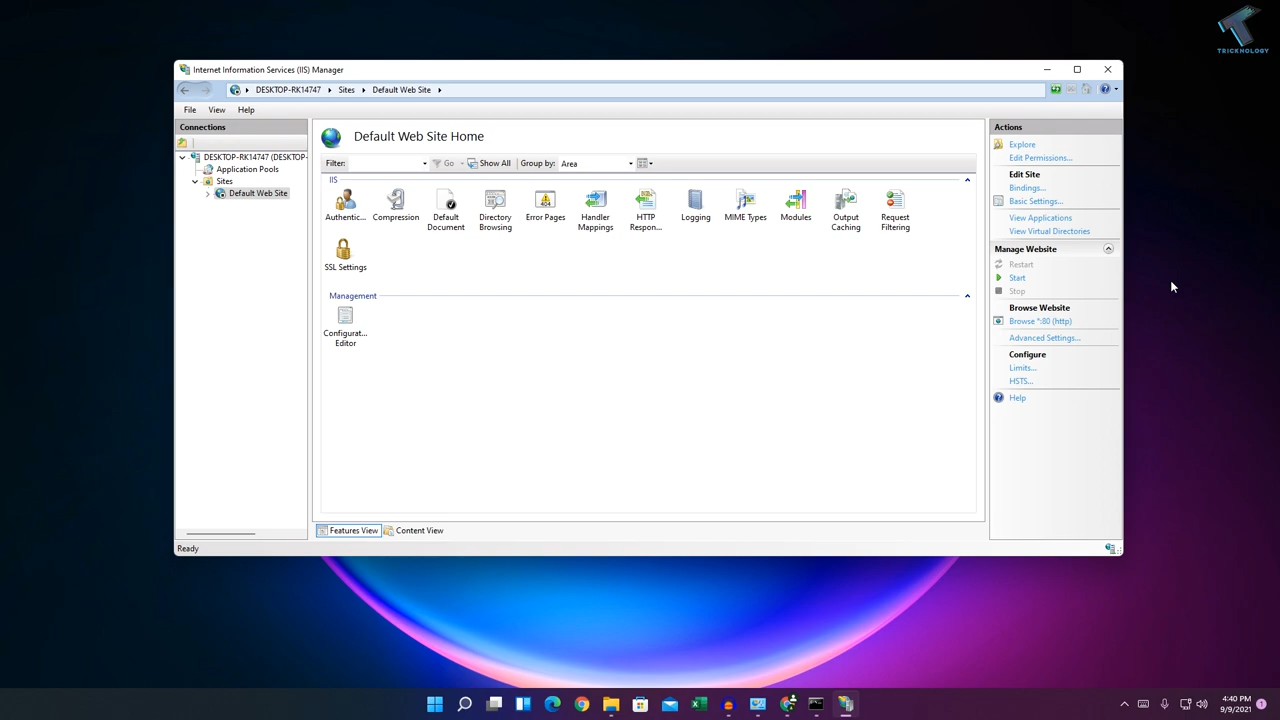 TRICKNOLOGY
Internet Information Services (IIS) Manager
DESKTOP-RK14747 Sites Default Web Site
File View Help
Connections
DESKTOP-RK14747 (DESKTOP-
Application Pools
Sites
Default Web Site
Default Web Site Home
Filter: Go Show All Group by: Area
IIS
Authentic... Compression Default Document Directory Browsing Error Pages Handler Mappings HTTP Respon... Logging MIME Types Modules Output Caching Request Filtering
SSL Settings
Management
Configurat... Editor
Features View Content View
Ready
Actions
Explore
Edit Permissions...
Edit Site
Bindings...
Basic Settings...
View Applications
View Virtual Directories
Manage Website
Restart
Start
Stop
Browse Website
Browse *:80 (http)
Advanced Settings...
Configure
Limits...
HSTS...
Help
4:40 PM
9/9/2021
1